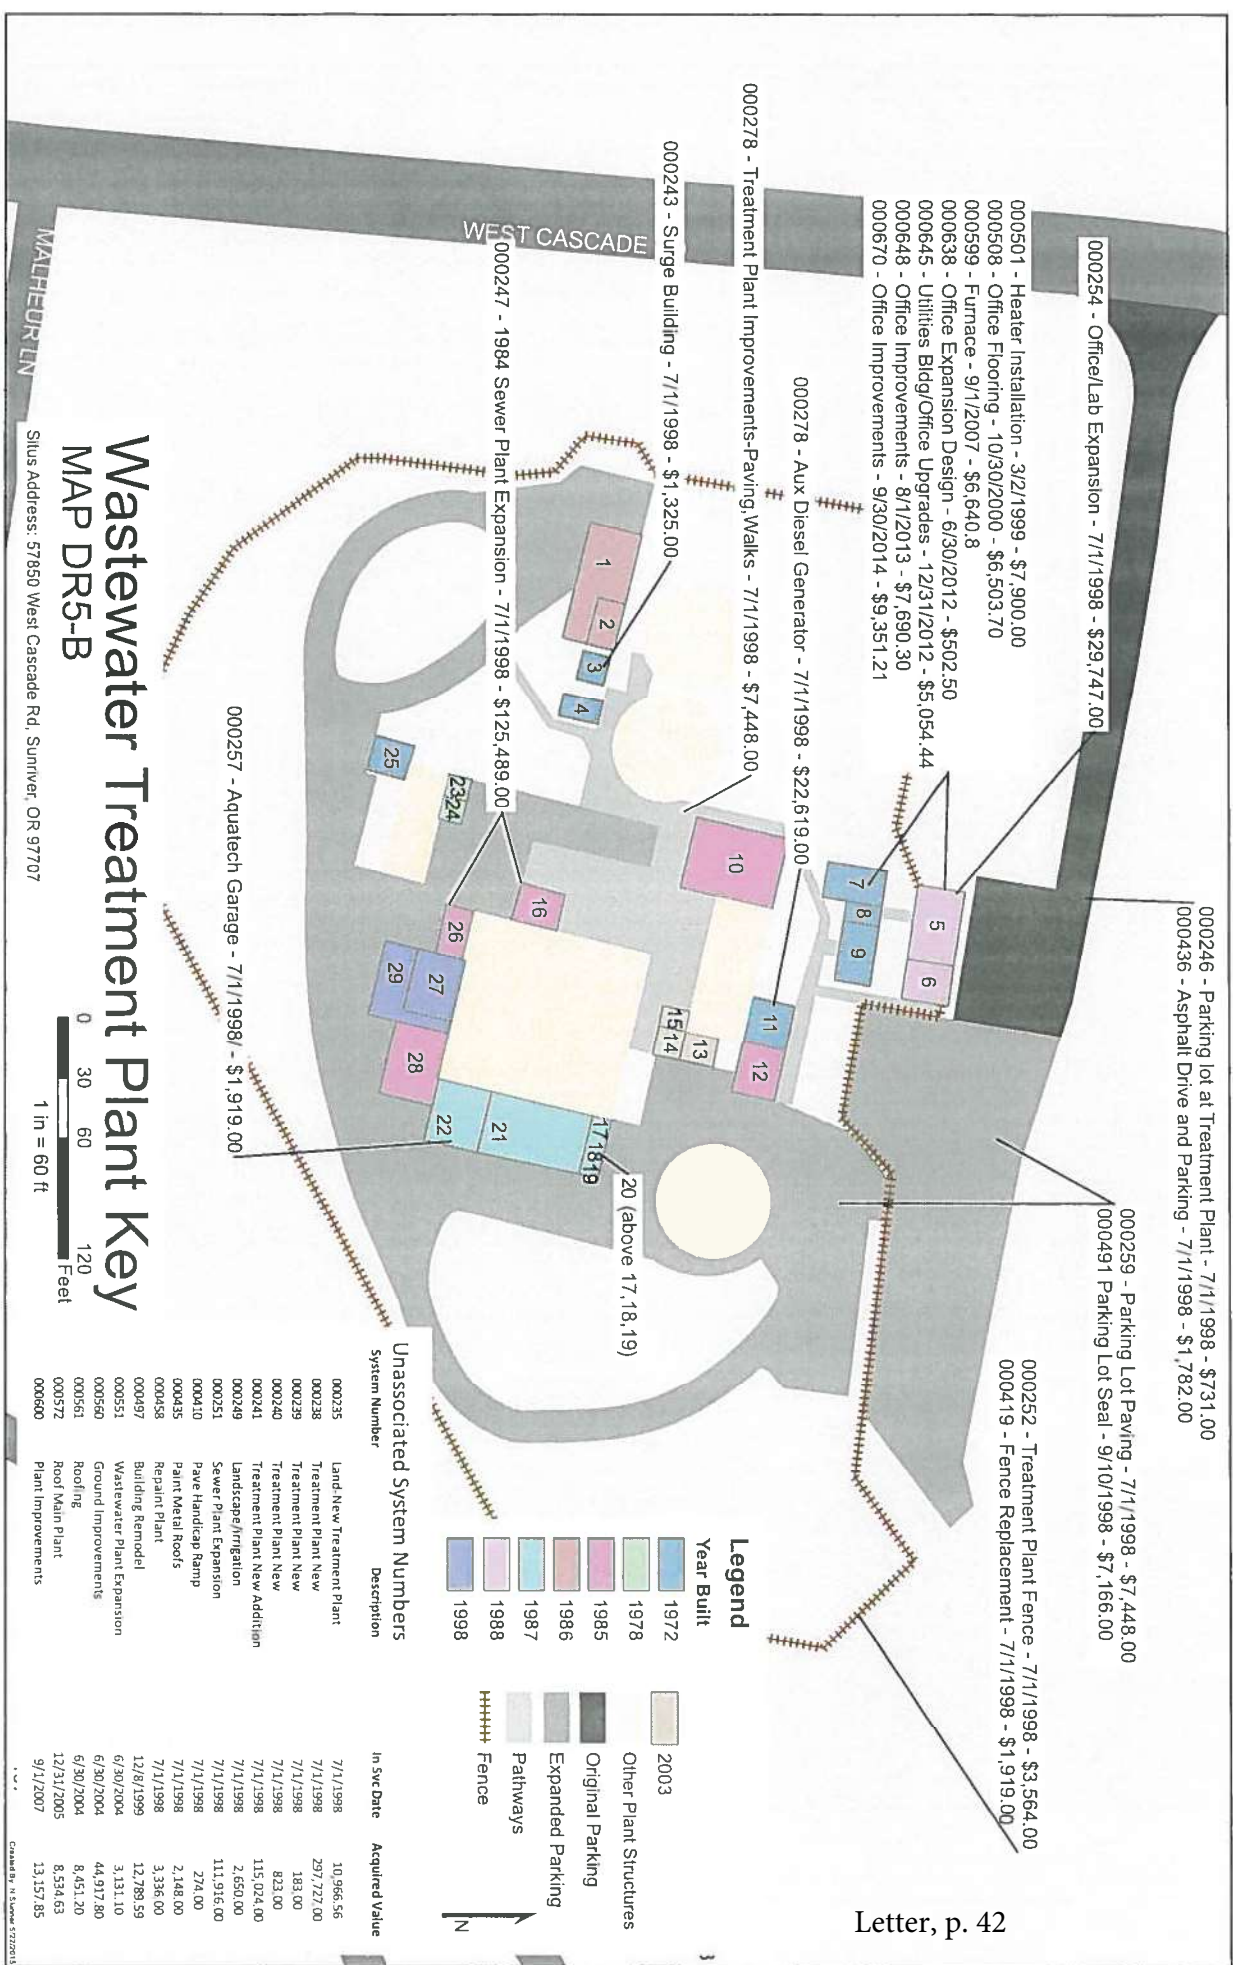 000246 - Parking lot at Treatment Plant - 7/1/1998 - $731.00
000436 - Asphalt Drive and Parking - 7/1/1998 - $1,782.00
000254 - Office/Lab Expansion - 7/1/1998 - $29,747.00
000259 - Parking Lot Paving - 7/1/1998 - $7,448.00
000491 Parking Lot Seal - 9/10/1998 - $7,166.00
000501 - Heater Installation - 3/2/1999 - $7,900.00
000508 - Office Flooring - 10/30/2000 - $6,503.70
000599 - Furnace - 9/1/2007 - $6,640.8
000638 - Office Expansion Design - 6/30/2012 - $502.50
000645 - Utilities Bldg/Office Upgrades - 12/31/2012 - $5,054.44
000648 - Office Improvements - 8/1/2013 - $7,690.30
000670 - Office Improvements - 9/30/2014 - $9,351.21
000252 - Treatment Plant Fence - 7/1/1998 - $3,564.00
000419 - Fence Replacement - 7/1/1998 - $1,919.00
000278 - Aux Diesel Generator - 7/1/1998 - $22,619.00
000278 - Treatment Plant Improvements-Paving,Walks - 7/1/1998 - $7,448.00
000243 - Surge Building - 7/1/1998 - $1,325.00
WEST CASCADE
000247 - 1984 Sewer Plant Expansion - 7/1/1998 - $125,489.00
000257 - Aquatech Garage - 7/1/1998/ - $1,919.00
20 (above 17,18,19)
MALHEUR LN
1
2
3
4
5
6
7
8
9
10
11
12
13
14
15
16
17 18 19
21
22
23 24
25
26
27
28
29
Wastewater Treatment Plant Key
MAP DR5-B
Situs Address: 57850 West Cascade Rd, Sunriver, OR 97707
0 30 60 120
Feet
1 in = 60 ft
Legend
Year Built
1972
1978
1985
1986
1987
1988
1998
2003
Other Plant Structures
Original Parking
Expanded Parking
Pathways
Fence
N
Unassociated System Numbers
System Number Description In Svc Date Acquired Value
000235 Land-New Treatment Plant 7/1/1998 10,966.56
000238 Treatment Plant New 7/1/1998 297,727.00
000239 Treatment Plant New 7/1/1998 183.00
000240 Treatment Plant New 7/1/1998 823.00
000241 Treatment Plant New Addition 7/1/1998 115,024.00
000249 Landscape/Irrigation 7/1/1998 2,650.00
000251 Sewer Plant Expansion 7/1/1998 111,916.00
000410 Pave Handicap Ramp 7/1/1998 274.00
000435 Paint Metal Roofs 7/1/1998 2,148.00
000458 Repaint Plant 7/1/1998 3,336.00
000497 Building Remodel 12/8/1999 12,789.59
000551 Wastewater Plant Expansion 6/30/2004 3,131.10
000560 Ground Improvements 6/30/2004 44,917.80
000561 Roofing 6/30/2004 8,451.20
000572 Roof Main Plant 12/31/2005 8,534.63
000600 Plant Improvements 9/1/2007 13,157.85
Letter, p. 42